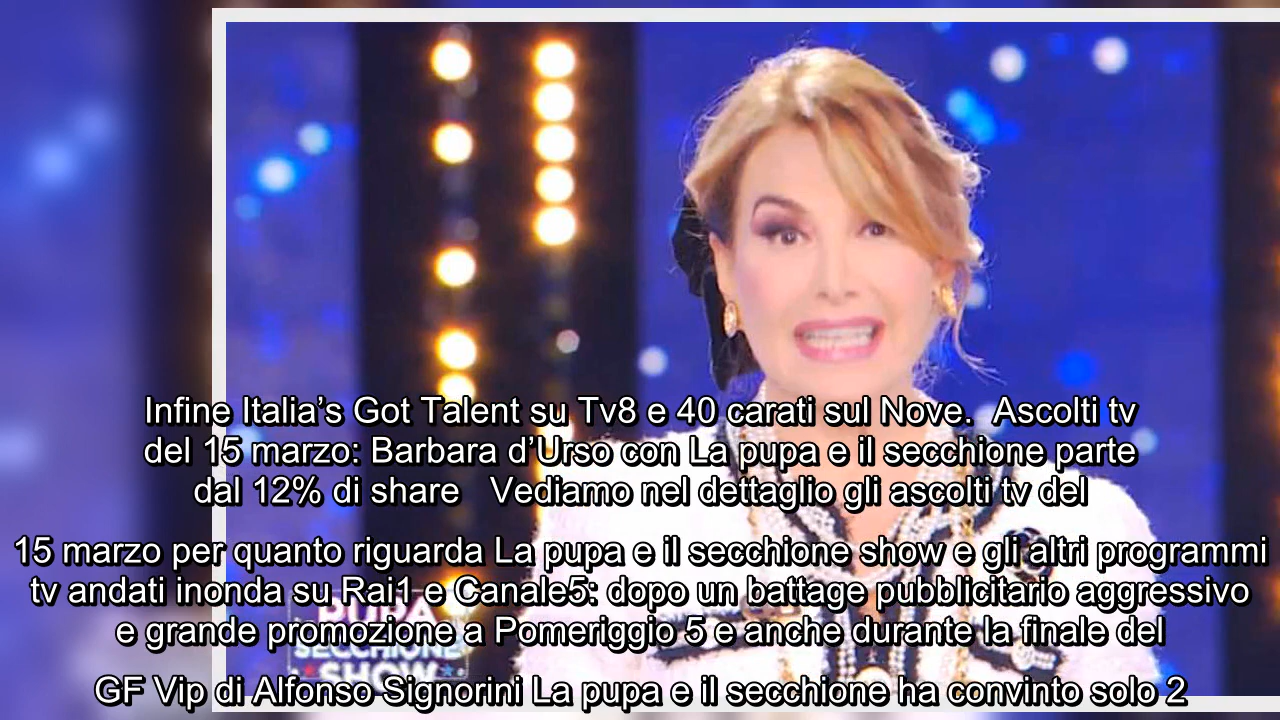 Infine Italia’s Got Talent su Tv8 e 40 carati sul Nove.  Ascolti tv
del 15 marzo: Barbara d’Urso con La pupa e il secchione parte
dal 12% di share   Vediamo nel dettaglio gli ascolti tv del
15 marzo per quanto riguarda La pupa e il secchione show e gli altri programmi
tv andati inonda su Rai1 e Canale5: dopo un battage pubblicitario aggressivo
e grande promozione a Pomeriggio 5 e anche durante la finale del
GF Vip di Alfonso Signorini La pupa e il secchione ha convinto solo 2
PUPA
SECCHIONE
SHOW